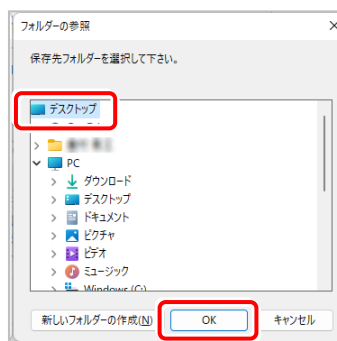 フォルダーの参照
保存先フォルダーを選択して下さい。
デスクトップ
PC
ダウンロード
デスクトップ
ドキュメント
ピクチャ
ビデオ
ミュージック
Windows (C:)
新しいフォルダーの作成(N)
OK
キャンセル